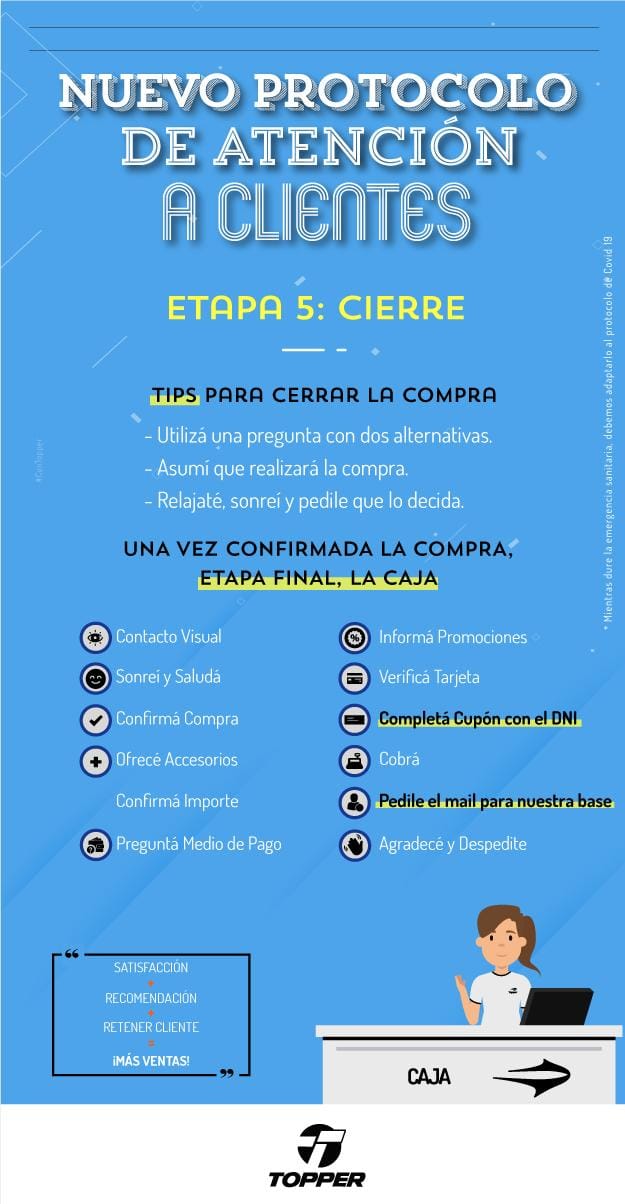 NUEVO PROTOCOLO
DE ATENCIÓN
A CLIENTES
ETAPA 5: CIERRE
TIPS PARA CERRAR LA COMPRA
- Utilizá una pregunta con dos alternativas.
- Asumí que realizará la compra.
- Relajaté, sonreí y pedile que lo decida.
UNA VEZ CONFIRMADA LA COMPRA,
ETAPA FINAL, LA CAJA
Contacto Visual
Sonreí y Saludá
Confirmá Compra
Ofrecé Accesorios
Confirmá Importe
Preguntá Medio de Pago
Informá Promociones
Verificá Tarjeta
Completá Cupón con el DNI
Cobrá
Pedile el mail para nuestra base
Agradecé y Despedite
* Mientras dure la emergencia sanitaria, debemos adaptarlo al protocolo de Covid 19
“
SATISFACCIÓN
+
RECOMENDACIÓN
+
RETENER CLIENTE
=
¡MÁS VENTAS!
”
CAJA
TOPPER